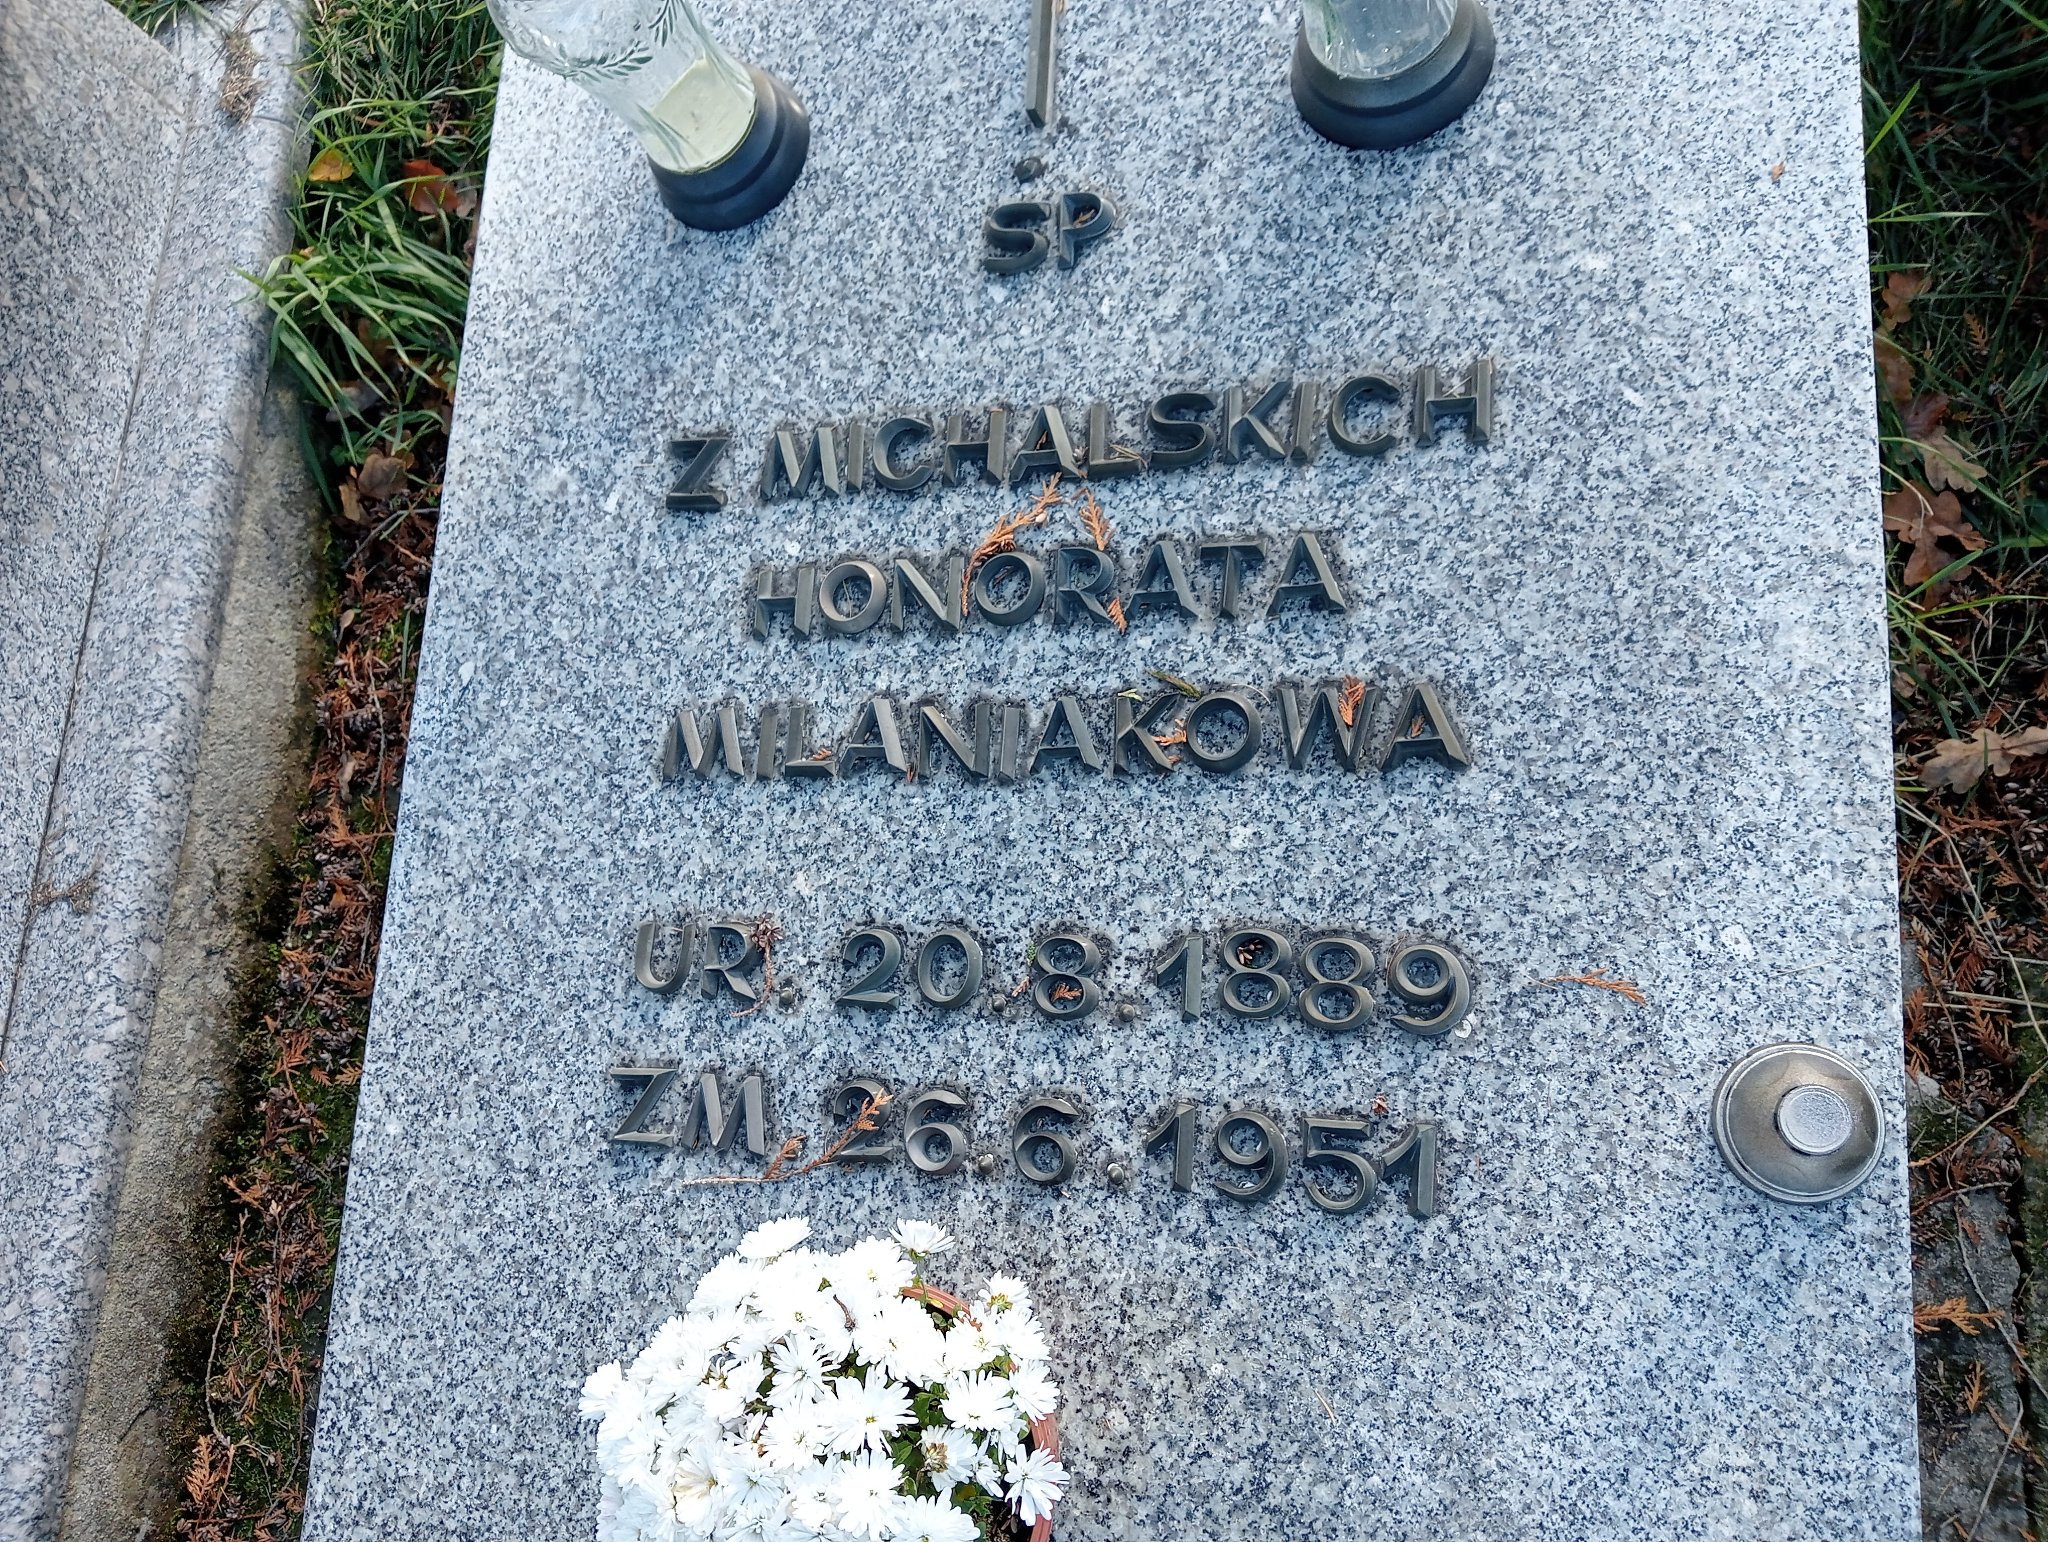 SP
Z MICHALSKICH
HONORATA
MILANIAKOWA
UR. 20.8.1889
ZM. 26.6.1951